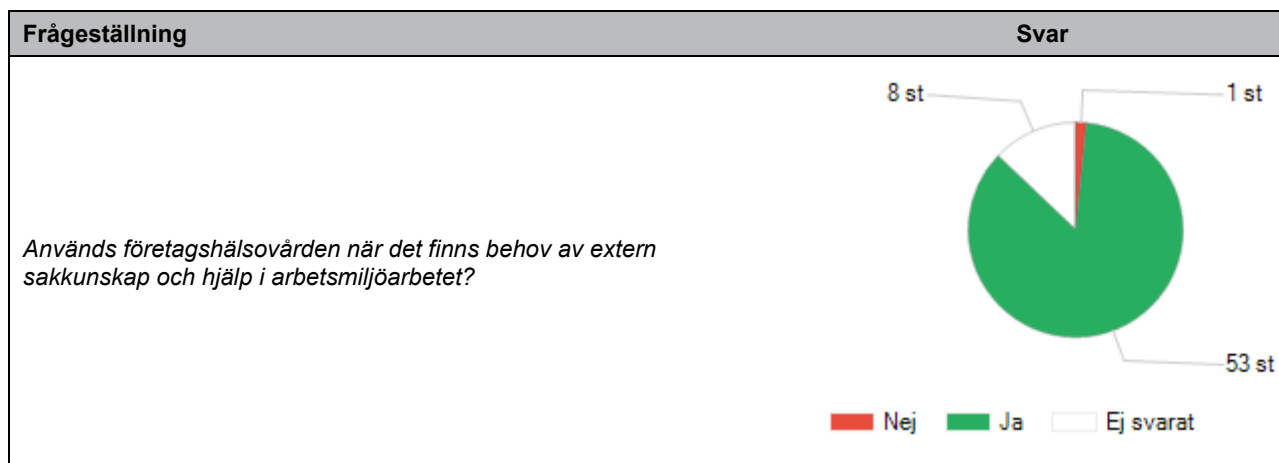 Frågeställning Svar
8 st 1 st
Används företagshälsovården när det finns behov av extern
sakkunskap och hjälp i arbetsmiljöarbetet?
53 st
Nej Ja Ej svarat